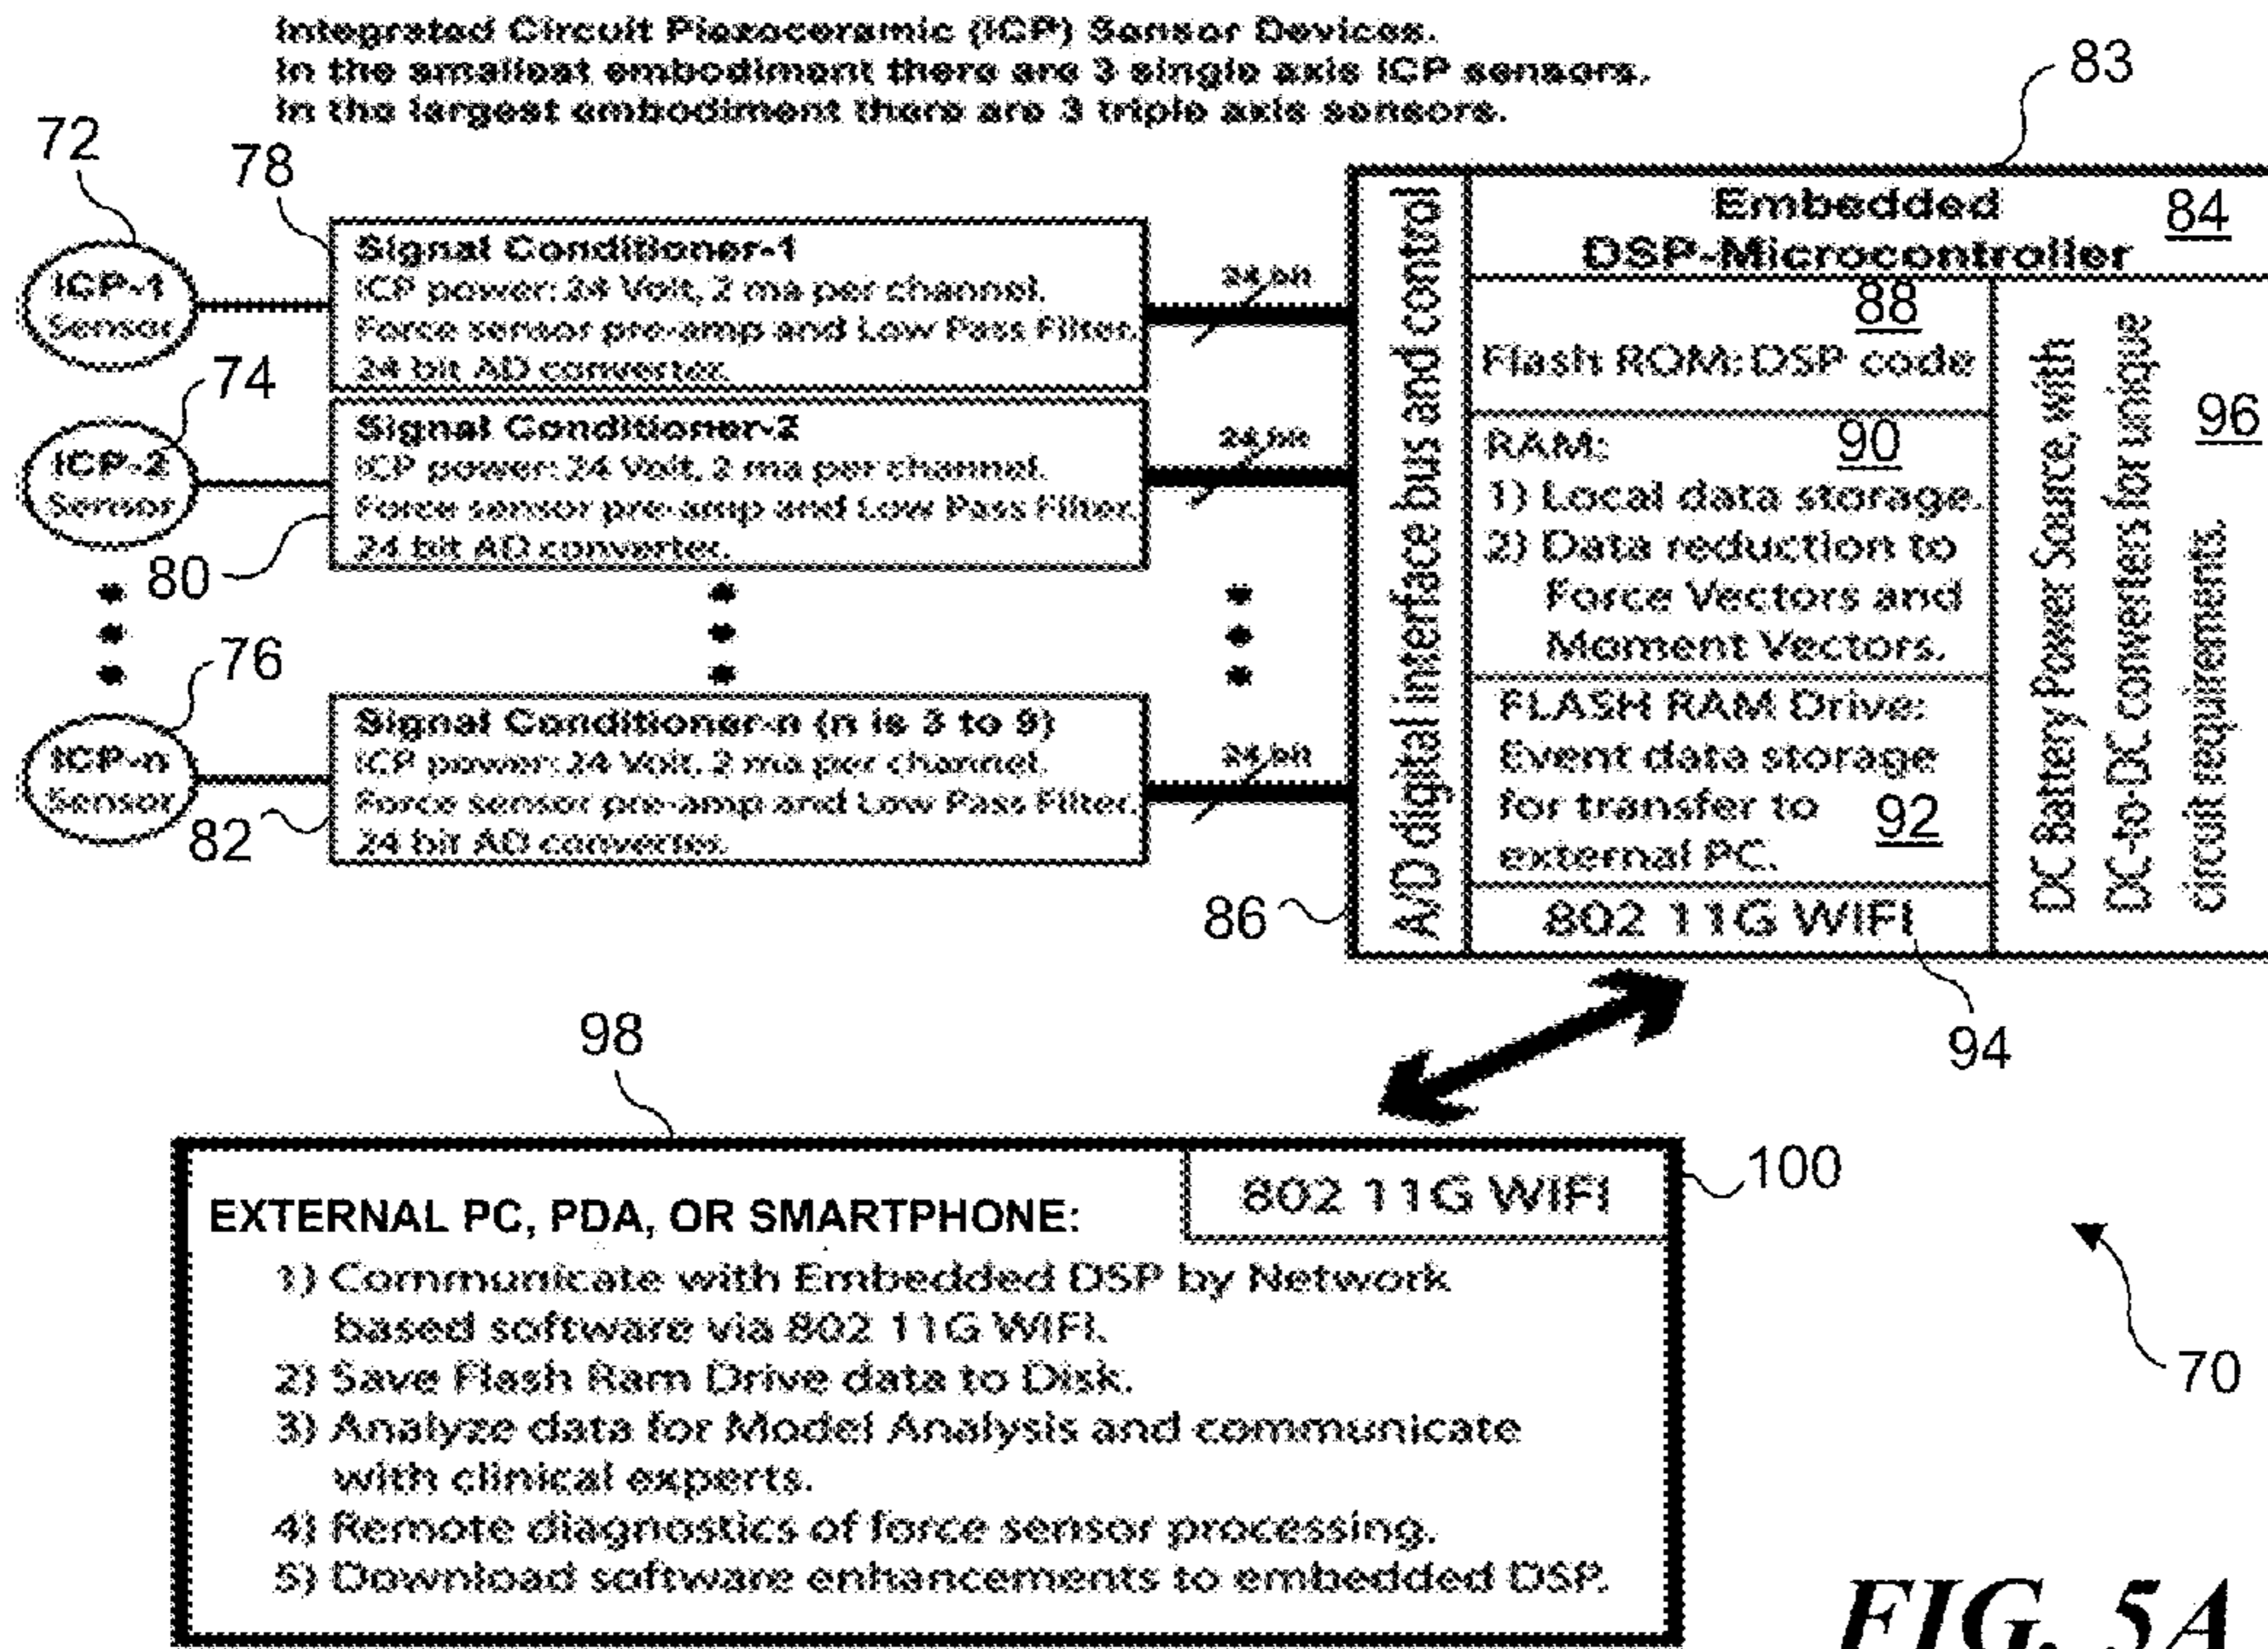 Integrated Circuit Piezoceramic (ICP) Sensor Devices.
In the smallest embodiment there are 3 single axis ICP sensors.
In the largest embodiment there are 3 triple axis sensors.
83
72
78
ICP-1
Sensor
Signal Conditioner-1
ICP power: 24 Volt, 2 ma per channel.
Force sensor pre-amp and Low Pass Filter.
24 bit AD converter.
24 bit
74
ICP-2
Sensor
80
Signal Conditioner-2
ICP power: 24 Volt, 2 ma per channel.
Force sensor pre-amp and Low Pass Filter.
24 bit AD converter.
24 bit
76
ICP-n
Sensor
82
Signal Conditioner-n (n is 3 to 9)
ICP power: 24 Volt, 2 ma per channel.
Force sensor pre-amp and Low Pass Filter.
24 bit AD converter.
24 bit
86
A/D digital interface bus and control
Embedded
DSP-Microcontroller
84
88
Flash ROM: DSP code
RAM:
90
1) Local data storage.
2) Data reduction to
Force Vectors and
Moment Vectors.
FLASH RAM Drive:
Event data storage
for transfer to
external PC.
92
802 11G WIFI
94
DC Battery Power Source, with
DC-to-DC converters for unique
circuit requirements.
96
98
802 11G WIFI
100
EXTERNAL PC, PDA, OR SMARTPHONE:
1) Communicate with Embedded DSP by Network
based software via 802 11G WIFI.
2) Save Flash Ram Drive data to Disk.
3) Analyze data for Model Analysis and communicate
with clinical experts.
4) Remote diagnostics of force sensor processing.
5) Download software enhancements to embedded DSP.
70
FIG. 5A